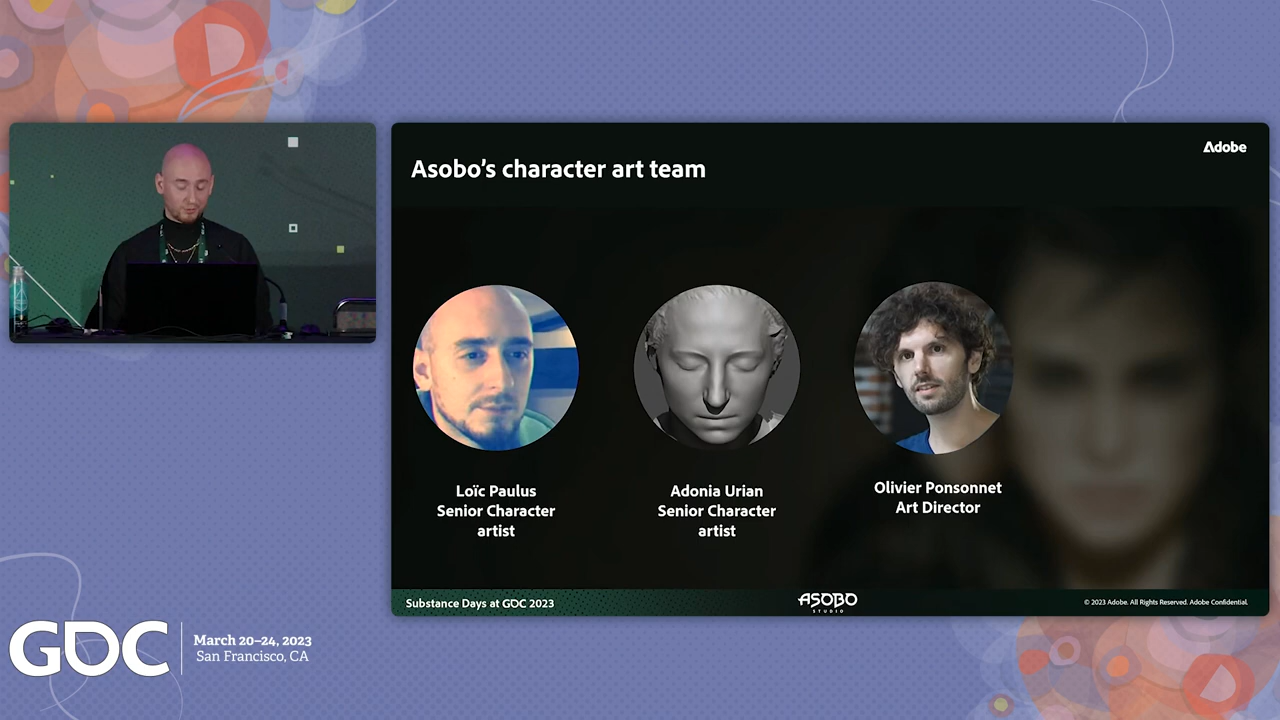 Adobe
Asobo's character art team
Loïc Paulus
Senior Character
artist
Adonia Urian
Senior Character
artist
Olivier Ponsonnet
Art Director
Substance Days at GDC 2023
ASOBO
STUDIO
© 2023 Adobe. All Rights Reserved. Adobe Confidential.
GDC
March 20–24, 2023
San Francisco, CA